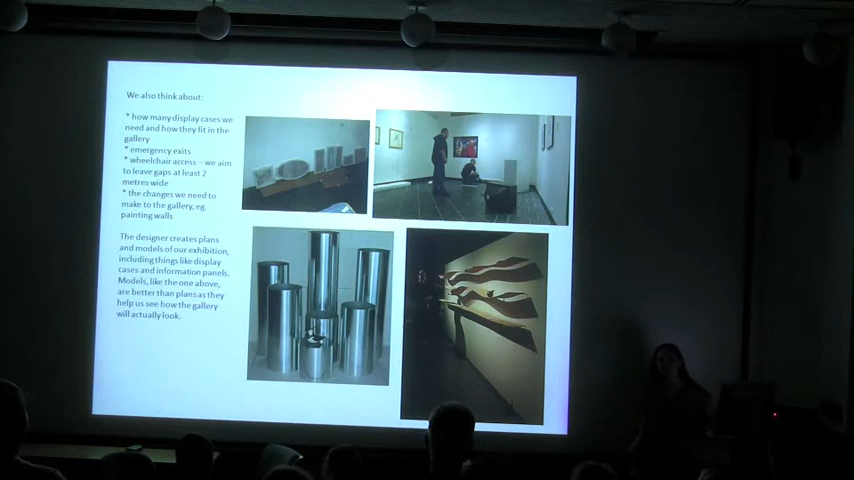 We also think about:
* how many display cases we
need and how they fit in the
gallery
* emergency exits
* wheelchair access – we aim
to leave gaps at least 2
metres wide
* the changes we need to
make to the gallery, eg.
painting walls
The designer creates plans
and models of our exhibition,
including things like display
cases and information panels.
Models, like the one above,
are better than plans as they
help us see how the gallery
will actually look.